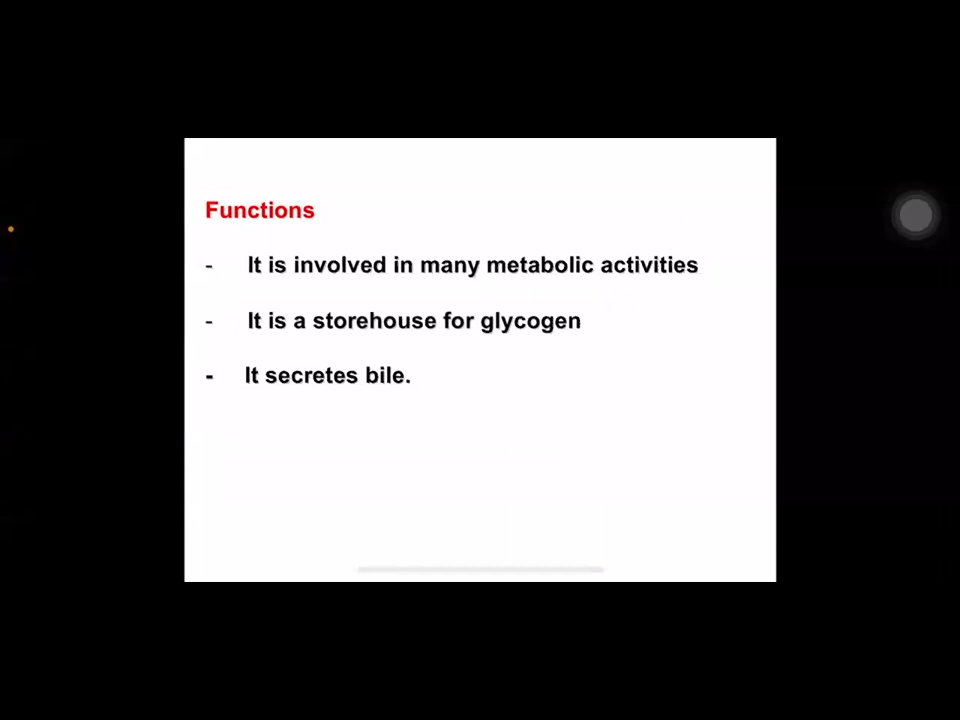 Functions
- It is involved in many metabolic activities
- It is a storehouse for glycogen
- It secretes bile.